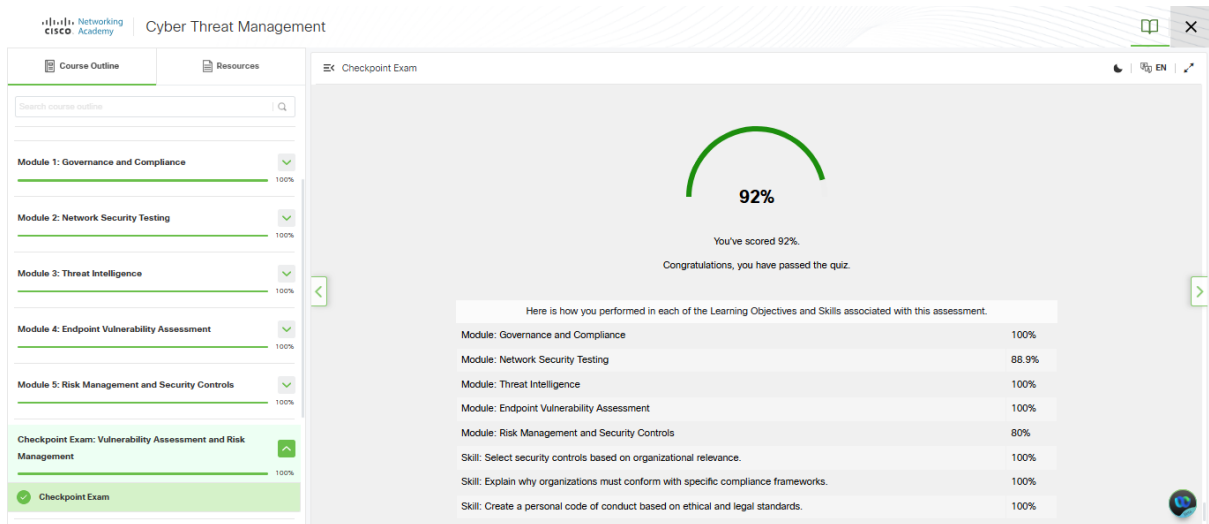 Networking
CISCO Academy
Cyber Threat Management
Course Outline
Resources
Search course outline
Module 1: Governance and Compliance
100%
Module 2: Network Security Testing
100%
Module 3: Threat Intelligence
100%
Module 4: Endpoint Vulnerability Assessment
100%
Module 5: Risk Management and Security Controls
100%
Checkpoint Exam: Vulnerability Assessment and Risk
Management
100%
Checkpoint Exam
Checkpoint Exam
EN
92%
You've scored 92%.
Congratulations, you have passed the quiz.
Here is how you performed in each of the Learning Objectives and Skills associated with this assessment.
Module: Governance and Compliance 100%
Module: Network Security Testing 88.9%
Module: Threat Intelligence 100%
Module: Endpoint Vulnerability Assessment 100%
Module: Risk Management and Security Controls 80%
Skill: Select security controls based on organizational relevance. 100%
Skill: Explain why organizations must conform with specific compliance frameworks. 100%
Skill: Create a personal code of conduct based on ethical and legal standards. 100%